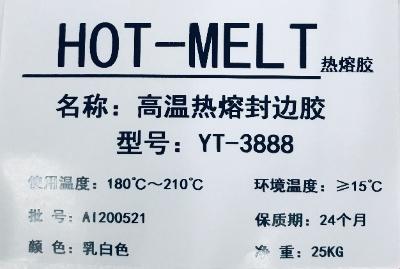 HOT-MELT 热熔胶
名称：高温热熔封边胶
型号：YT-3888
使用温度：180℃～210℃ 环境温度：≥15℃
批 号：AI200521 保质期：24个月
颜 色：乳白色 净 重：25KG